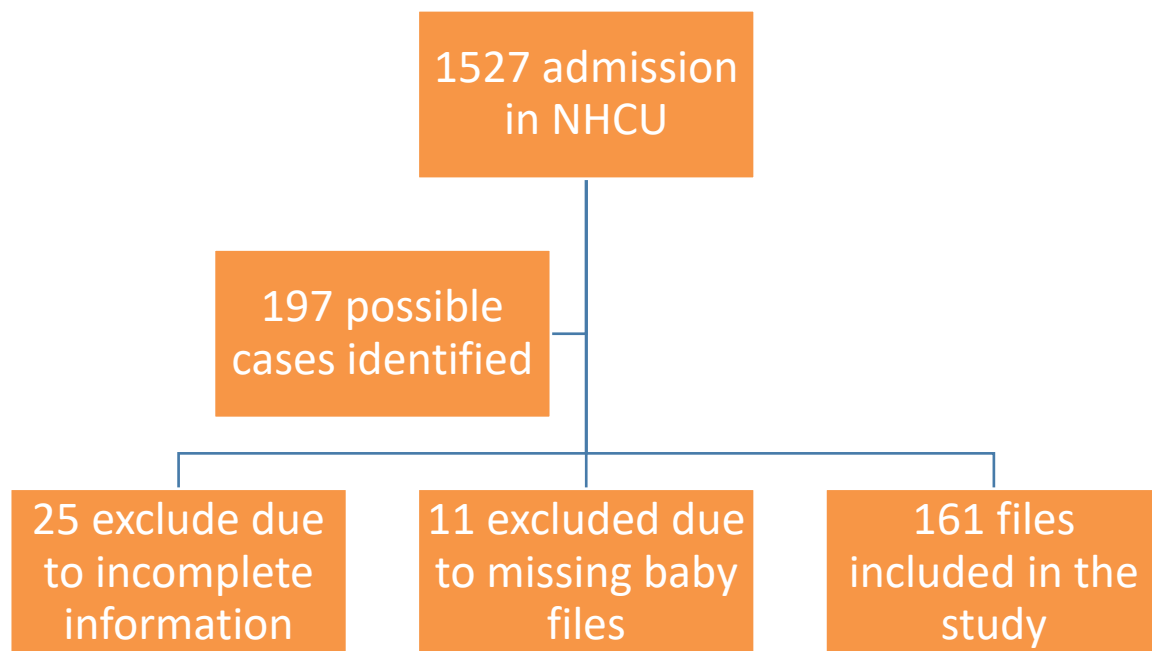 1527 admission
in NHCU
197 possible
cases identified
25 exclude due
to incomplete
information
11 excluded due
to missing baby
files
161 files
included in the
study